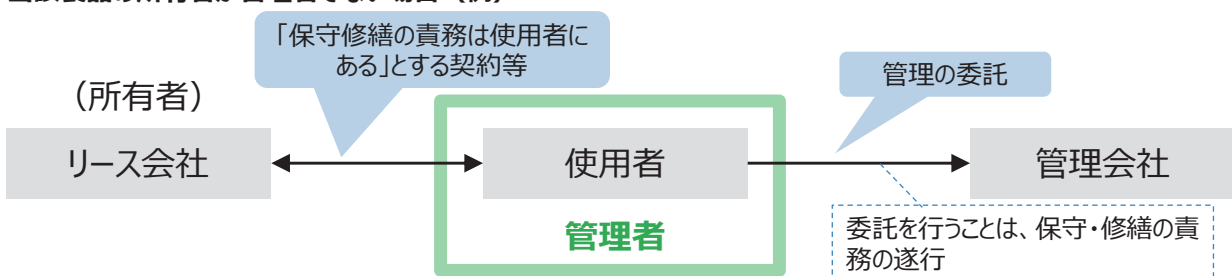 「保守修繕の責務は使用者に
ある」とする契約等
管理の委託
（所有者）
リース会社
使用者
管理会社
管理者
委託を行うことは、保守・修繕の責
務の遂行